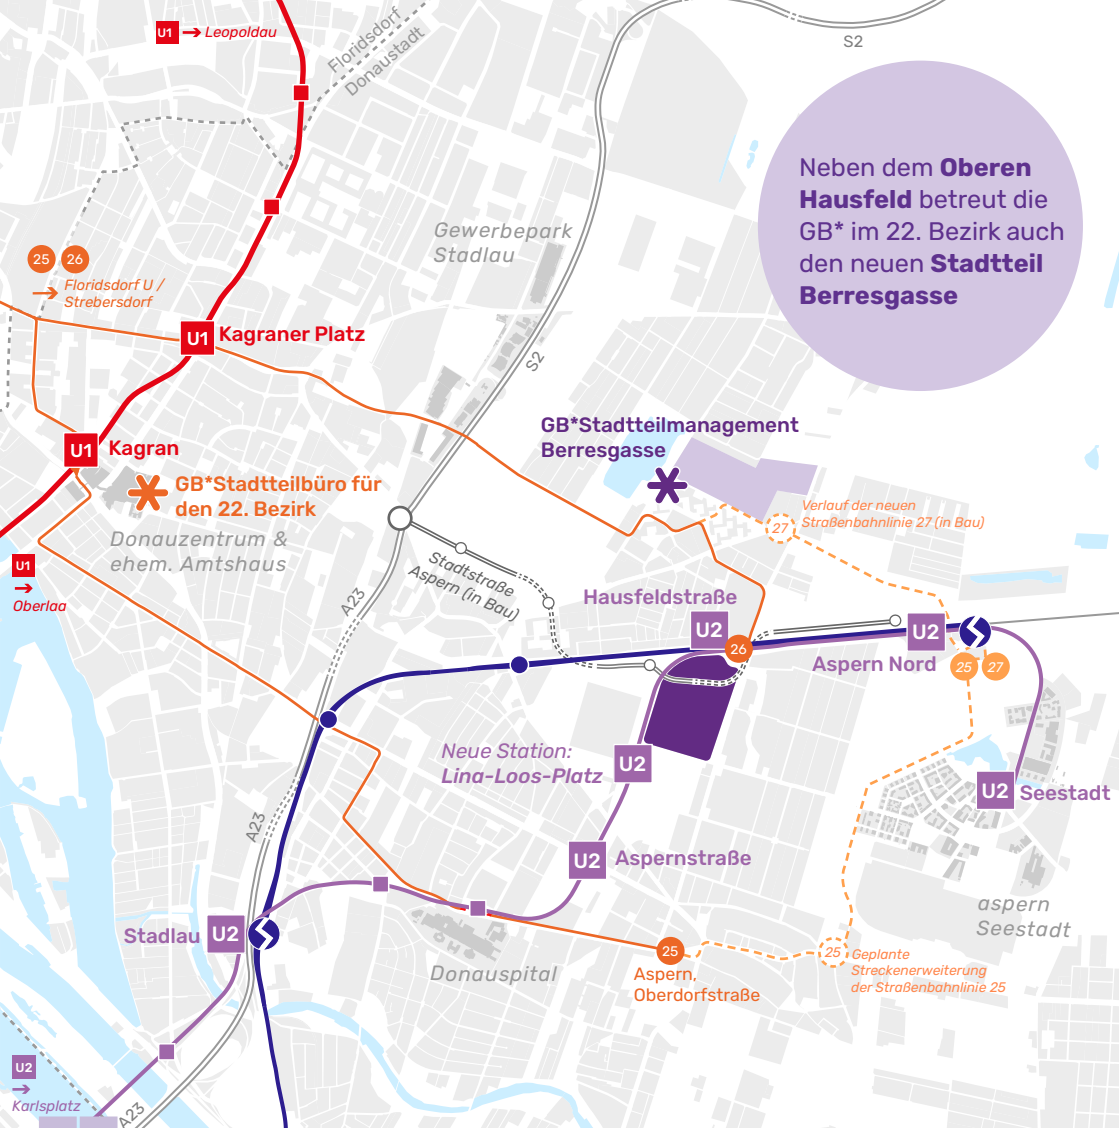 U1 → Leopoldau
Floridsdorf
Donaustadt
S2
Neben dem Oberen
Hausfeld betreut die
GB* im 22. Bezirk auch
den neuen Stadtteil
Berresgasse
Gewerbepark
Stadlau
25 26
→ Floridsdorf U /
Strebersdorf
U1 Kagraner Platz
S2
GB*Stadtteilmanagement
Berresgasse
U1 Kagran
GB*Stadtteilbüro für
den 22. Bezirk
Donauzentrum &
ehem. Amtshaus
Verlauf der neuen
Straßenbahnlinie 27 (in Bau)
27
U1
→
Oberlaa
Stadtstraße
Aspern (in Bau)
A23
Hausfeldstraße
U2
26
U2
Aspern Nord
25 27
Neue Station:
Lina-Loos-Platz
U2
U2 Seestadt
A23
U2 Aspernstraße
aspern
Seestadt
Stadlau U2
Donauspital
25
Aspern,
Oberdorfstraße
25
Geplante
Streckenerweiterung
der Straßenbahnlinie 25
U2
→
Karlsplatz
A23